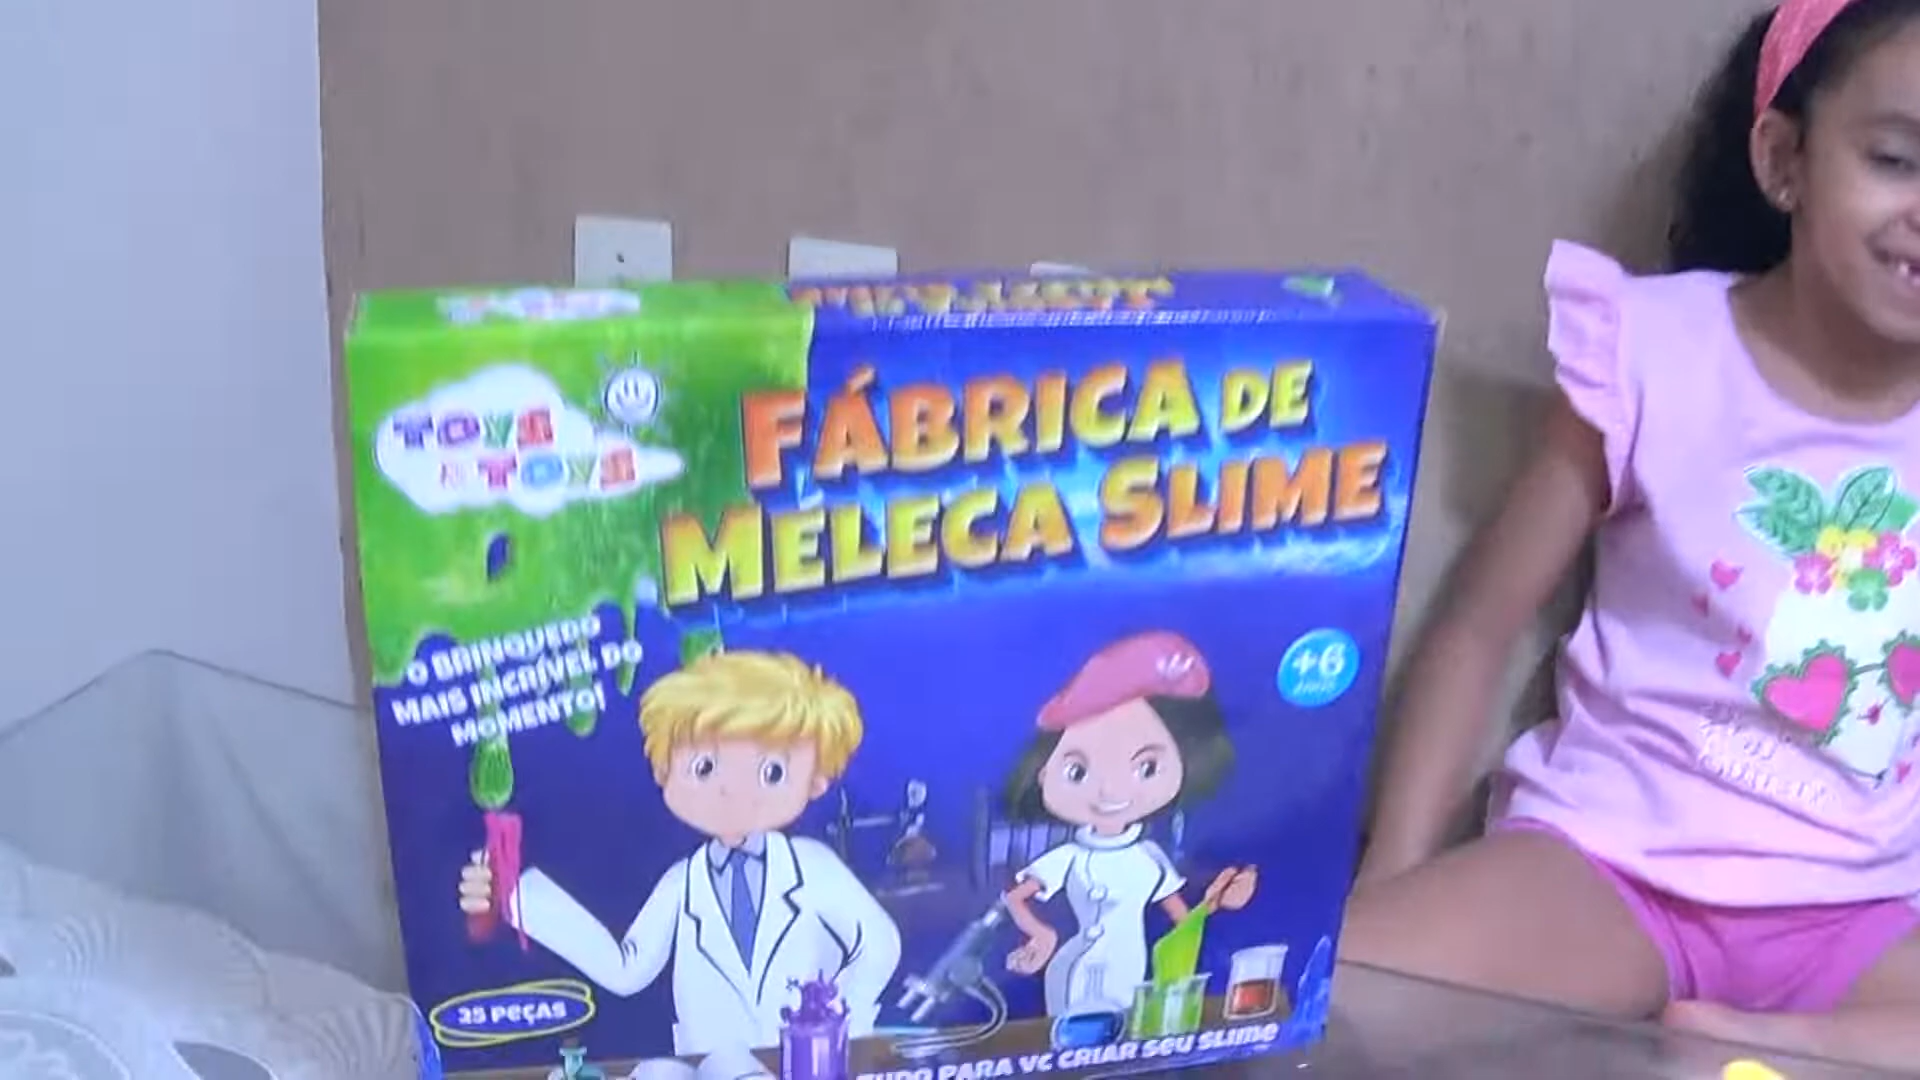 TOYS
& TOYS
FÁBRICA DE
MELECA SLIME
O BRINQUEDO
MAIS INCRÍVEL DO
MOMENTO!
+6
anos
25 PEÇAS
TUDO PARA VC CRIAR SEU SLIME